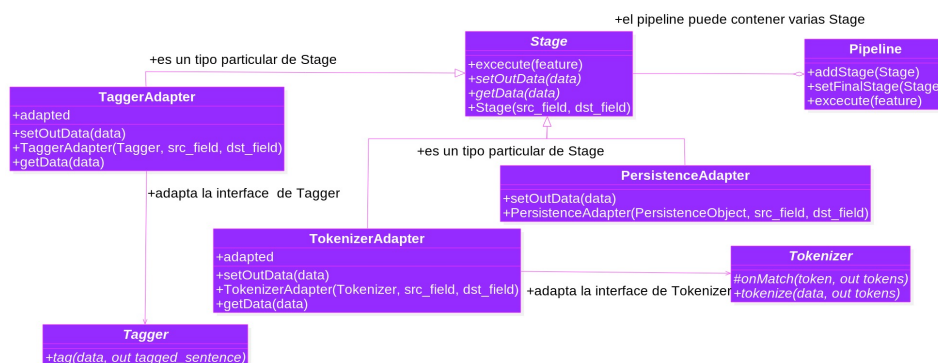 +el pipeline puede contener varias Stage
Stage
+excecute(feature)
+setOutData(data)
+getData(data)
+Stage(src_field, dst_field)
Pipeline
+addStage(Stage)
+setFinalStage(Stage
+excecute(feature)
+es un tipo particular de Stage
TaggerAdapter
+adapted
+setOutData(data)
+TaggerAdapter(Tagger, src_field, dst_field)
+getData(data)
+es un tipo particular de Stage
PersistenceAdapter
+setOutData(data)
+PersistenceAdapter(PersistenceObject, src_field, dst_field)
+adapta la interface de Tagger
TokenizerAdapter
+adapted
+setOutData(data)
+TokenizerAdapter(Tokenizer, src_field, dst_field)
+getData(data)
+adapta la interface de Tokenizer
Tokenizer
#onMatch(token, out tokens)
+tokenize(data, out tokens)
Tagger
+tag(data, out tagged_sentence)